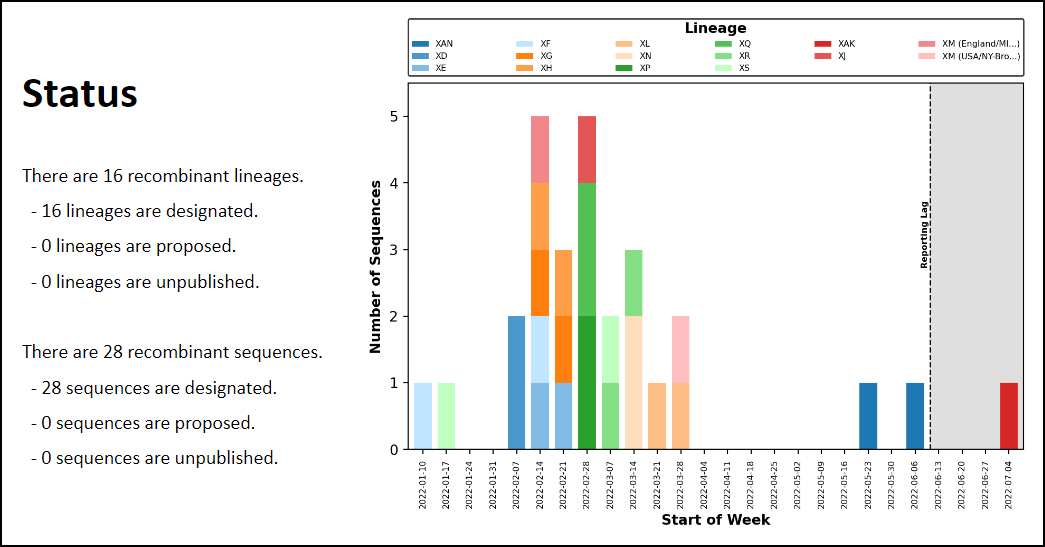 Status
There are 16 recombinant lineages.
- 16 lineages are designated.
- 0 lineages are proposed.
- 0 lineages are unpublished.
There are 28 recombinant sequences.
- 28 sequences are designated.
- 0 sequences are proposed.
- 0 sequences are unpublished.
Lineage
XAN XF XL XQ XAK XM (England/MI...)
XD XG XN XR XJ XM (USA/NY-Bro...)
XE XH XP XS
Number of Sequences
5
4
3
2
1
0
Reporting Lag
2022-01-10 2022-01-17 2022-01-24 2022-01-31 2022-02-07 2022-02-14 2022-02-21 2022-02-28 2022-03-07 2022-03-14 2022-03-21 2022-03-28 2022-04-04 2022-04-11 2022-04-18 2022-04-25 2022-05-02 2022-05-09 2022-05-16 2022-05-23 2022-05-30 2022-06-06 2022-06-13 2022-06-20 2022-06-27 2022-07-04
Start of Week